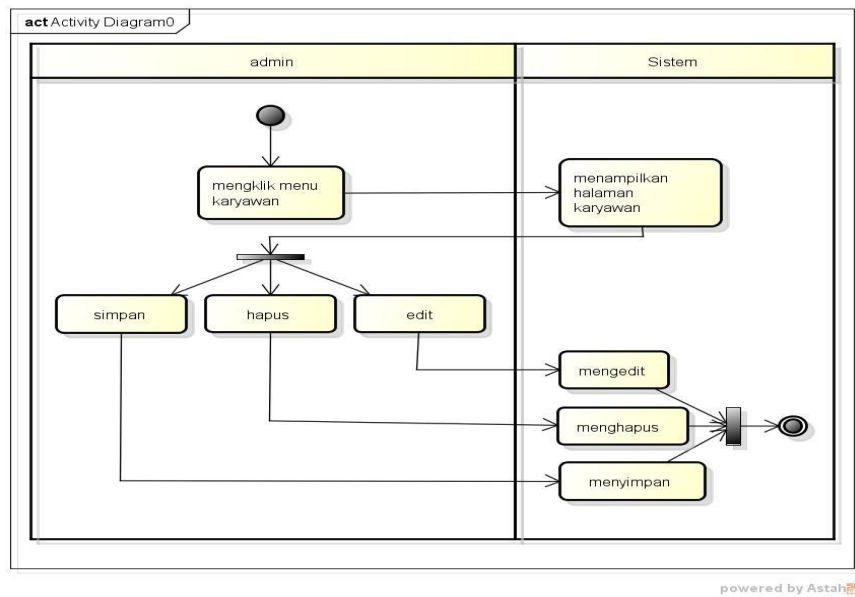 act Activity Diagram0
admin
Sistem
mengklik menu
karyawan
menampilkan
halaman
karyawan
simpan
hapus
edit
mengedit
menghapus
menyimpan
powered by Astah